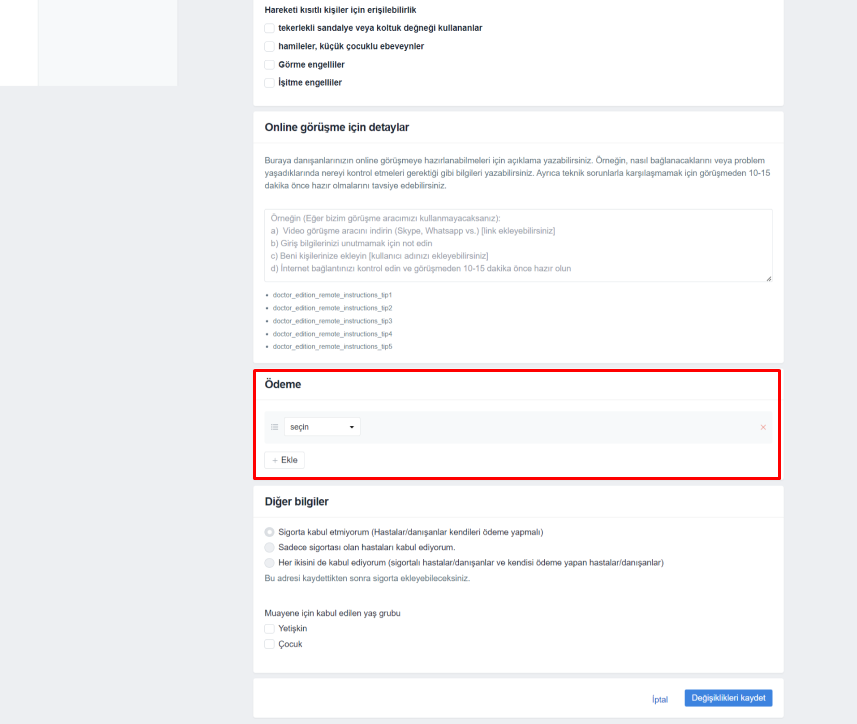 Hareketi kısıtlı kişiler için erişilebilirlik
tekerlekli sandalye veya koltuk değneği kullananlar
hamileler, küçük çocuklu ebeveynler
Görme engelliler
İşitme engelliler
Online görüşme için detaylar
Buraya danışanlarınızın online görüşmeye hazırlanabilmeleri için açıklama yazabilirsiniz. Örneğin, nasıl bağlanacaklarını veya problem
yaşadıklarında nereyi kontrol etmeleri gerektiği gibi bilgileri yazabilirsiniz. Ayrıca teknik sorunlarla karşılaşmamak için görüşmeden 10-15
dakika önce hazır olmalarını tavsiye edebilirsiniz.
Örneğin (Eğer bizim görüşme aracımızı kullanmayacaksanız):
a) Video görüşme aracını indirin (Skype, Whatsapp vs.) [link ekleyebilirsiniz]
b) Giriş bilgilerinizi unutmamak için not edin
c) Beni kişilerinize ekleyin [kullanıcı adınızı ekleyebilirsiniz]
d) İnternet bağlantınızı kontrol edin ve görüşmeden 10-15 dakika önce hazır olun
• doctor_edition_remote_instructions_tip1
• doctor_edition_remote_instructions_tip2
• doctor_edition_remote_instructions_tip3
• doctor_edition_remote_instructions_tip4
• doctor_edition_remote_instructions_tip5
Ödeme
seçin
+ Ekle
Diğer bilgiler
Sigorta kabul etmiyorum (Hastalar/danışanlar kendileri ödeme yapmalı)
Sadece sigortası olan hastaları kabul ediyorum.
Her ikisini de kabul ediyorum (sigortalı hastalar/danışanlar ve kendisi ödeme yapan hastalar/danışanlar)
Bu adresi kaydettikten sonra sigorta ekleyebileceksiniz.
Muayene için kabul edilen yaş grubu
Yetişkin
Çocuk
İptal
Değişiklikleri kaydet